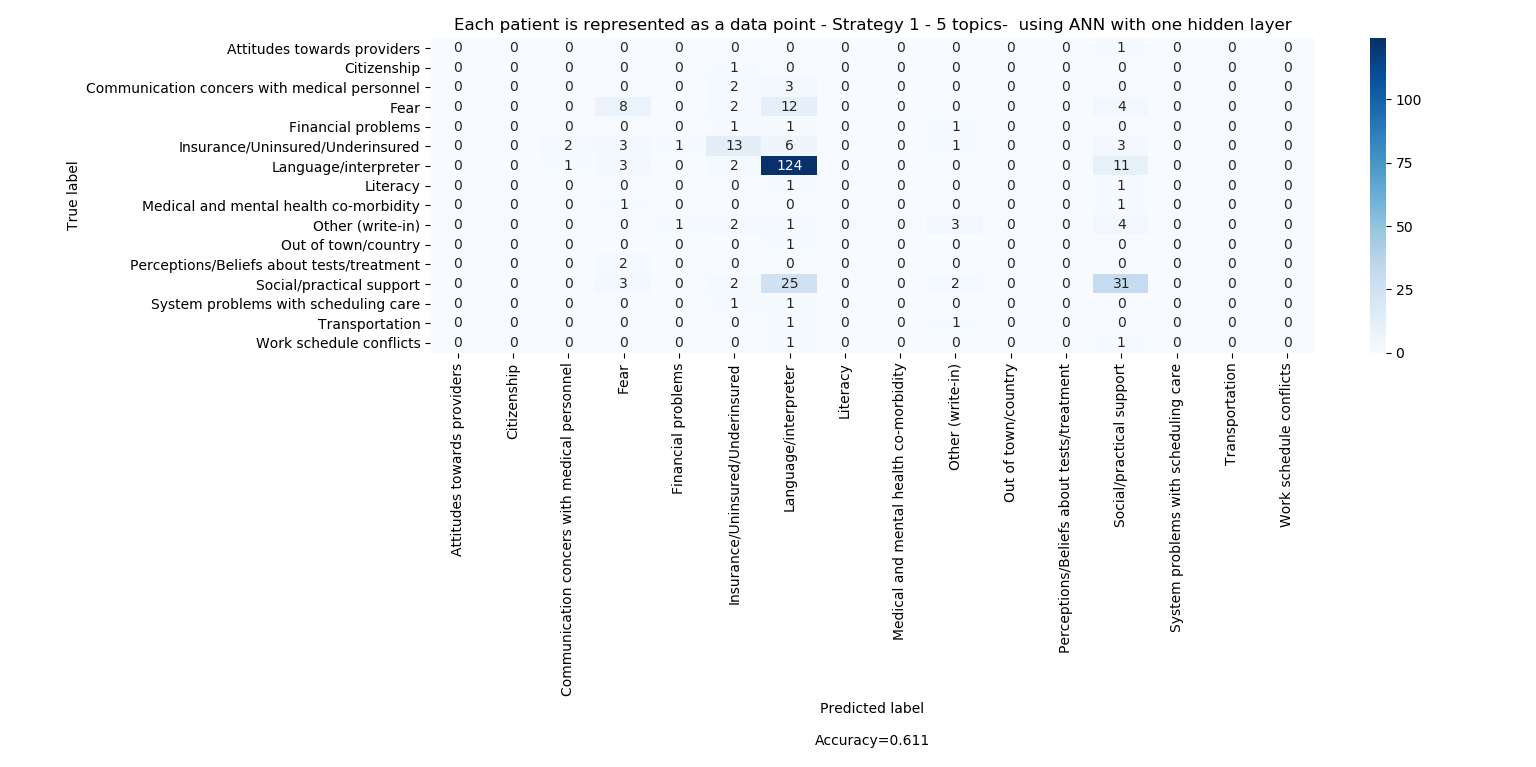 Each patient is represented as a data point - Strategy 1 - 5 topics-  using ANN with one hidden layer
Attitudes towards providers 0 0 0 0 0 0 0 0 0 0 0 0 1 0 0 0
Citizenship 0 0 0 0 0 1 0 0 0 0 0 0 0 0 0 0
Communication concers with medical personnel 0 0 0 0 0 2 3 0 0 0 0 0 0 0 0 0
Fear 0 0 0 8 0 2 12 0 0 0 0 0 4 0 0 0
Financial problems 0 0 0 0 0 1 1 0 0 1 0 0 0 0 0 0
Insurance/Uninsured/Underinsured 0 0 2 3 1 13 6 0 0 1 0 0 3 0 0 0
Language/interpreter 0 0 1 3 0 2 124 0 0 0 0 0 11 0 0 0
Literacy 0 0 0 0 0 0 1 0 0 0 0 0 1 0 0 0
Medical and mental health co-morbidity 0 0 0 1 0 0 0 0 0 0 0 0 1 0 0 0
Other (write-in) 0 0 0 0 1 2 1 0 0 3 0 0 4 0 0 0
Out of town/country 0 0 0 0 0 0 1 0 0 0 0 0 0 0 0 0
Perceptions/Beliefs about tests/treatment 0 0 0 2 0 0 0 0 0 0 0 0 0 0 0 0
Social/practical support 0 0 0 3 0 2 25 0 0 2 0 0 31 0 0 0
System problems with scheduling care 0 0 0 0 0 1 1 0 0 0 0 0 0 0 0 0
Transportation 0 0 0 0 0 0 1 0 0 1 0 0 0 0 0 0
Work schedule conflicts 0 0 0 0 0 0 1 0 0 0 0 0 1 0 0 0
True label
Attitudes towards providers
Citizenship
Communication concers with medical personnel
Fear
Financial problems
Insurance/Uninsured/Underinsured
Language/interpreter
Literacy
Medical and mental health co-morbidity
Other (write-in)
Out of town/country
Perceptions/Beliefs about tests/treatment
Social/practical support
System problems with scheduling care
Transportation
Work schedule conflicts
Predicted label
Accuracy=0.611
100
75
50
25
0